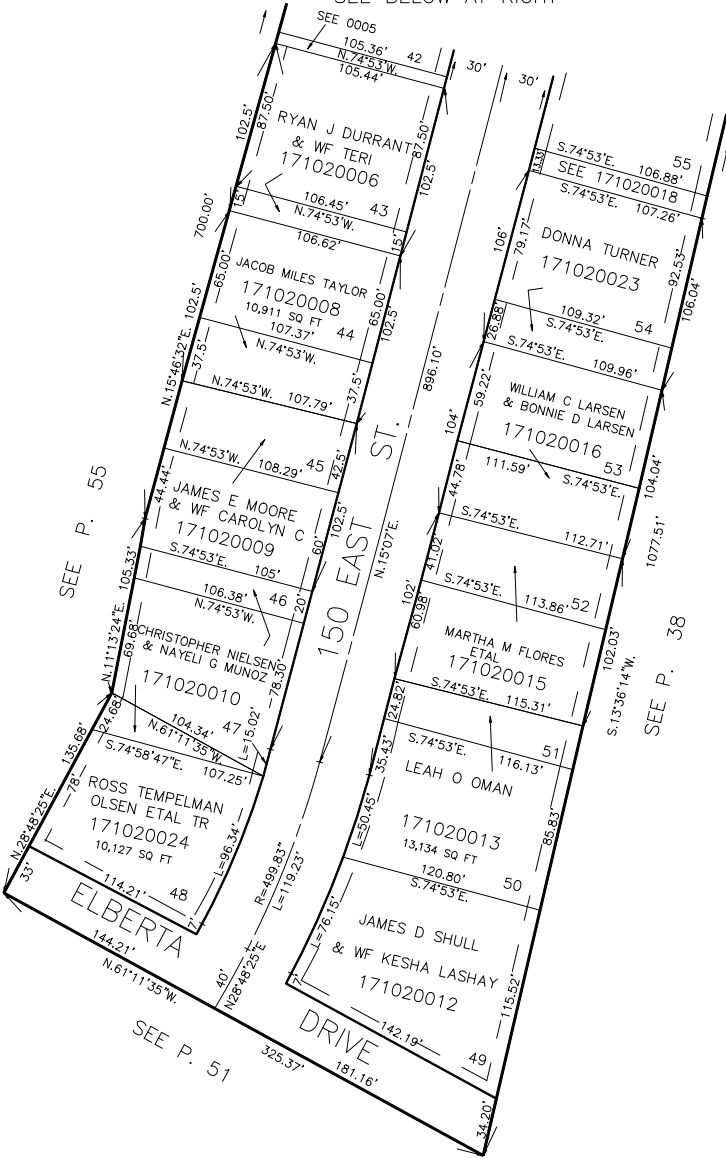 SEE BELOW AT RIGHT
SEE 0005
105.36' 42
N.74°53'W.
105.44'
30' 30'
102.5' 87.50'
RYAN J DURRANT
& WF TERI
171020006
87.50' 102.5'
15' 106.45' 43
N.74°53'W.
106.62' 15'
700.00'
65.00' 102.5'
JACOB MILES TAYLOR
171020008
10,911 SQ FT 44
107.37'
N.74°53'W.
65.00' 102.5'
N.15°46'32"E.
37.5' 37.5'
N.74°53'W. 107.79'
N.74°53'W. 108.29' 45
42.5' 102.5'
44.44'
JAMES E MOORE
& WF CAROLYN C
171020009
60'
S.74°53'E. 105'
105.33'
106.38' 46
N.74°53'W.
20'
N.11°13'24"E.
69.68'
CHRISTOPHER NIELSEN
& NAYELI G MUNOZ
171020010
78.30'
47
L=15.02'
104.34'
N.61°11'35"W.
24.68'
S.74°58'47"E. 107.25'
135.68'
78'
N.28°48'25"E.
ROSS TEMPELMAN
OLSEN ETAL TR
171020024
10,127 SQ FT
L=96.34'
114.21' 48
7'
33'
ELBERTA
144.21'
N.61°11'35"W.
SEE P. 55
SEE P. 51
150 EAST ST.
896.10'
N.15°07'E.
R=499.83'
L=119.23'
40'
N28°48'25"E
S.74°53'E. 55
13.33' 106.88'
SEE 171020018
S.74°53'E. 107.26'
106' 79.17'
DONNA TURNER
171020023
92.53' 106.04'
26.88' 109.32' 54
S.74°53'E.
S.74°53'E. 109.96'
104' 59.22'
WILLIAM C LARSEN
& BONNIE D LARSEN
171020016
111.59' 53
S.74°53'E.
104.04'
44.78'
S.74°53'E. 112.71'
1077.51'
102' 41.02'
S.74°53'E. 113.86' 52
60.98'
MARTHA M FLORES
ETAL
171020015
102.03'
S.13°36'14"W.
S.74°53'E. 115.31'
SEE P. 38
24.82'
S.74°53'E. 116.13' 51
35.43'
LEAH O OMAN
171020013
13,134 SQ FT
85.83'
L=50.45'
120.80' 50
S.74°53'E.
JAMES D SHULL
& WF KESHA LASHAY
171020012
L=76.15'
115.52'
7'
142.19' 49
DRIVE
325.37' 181.16'
34.20'